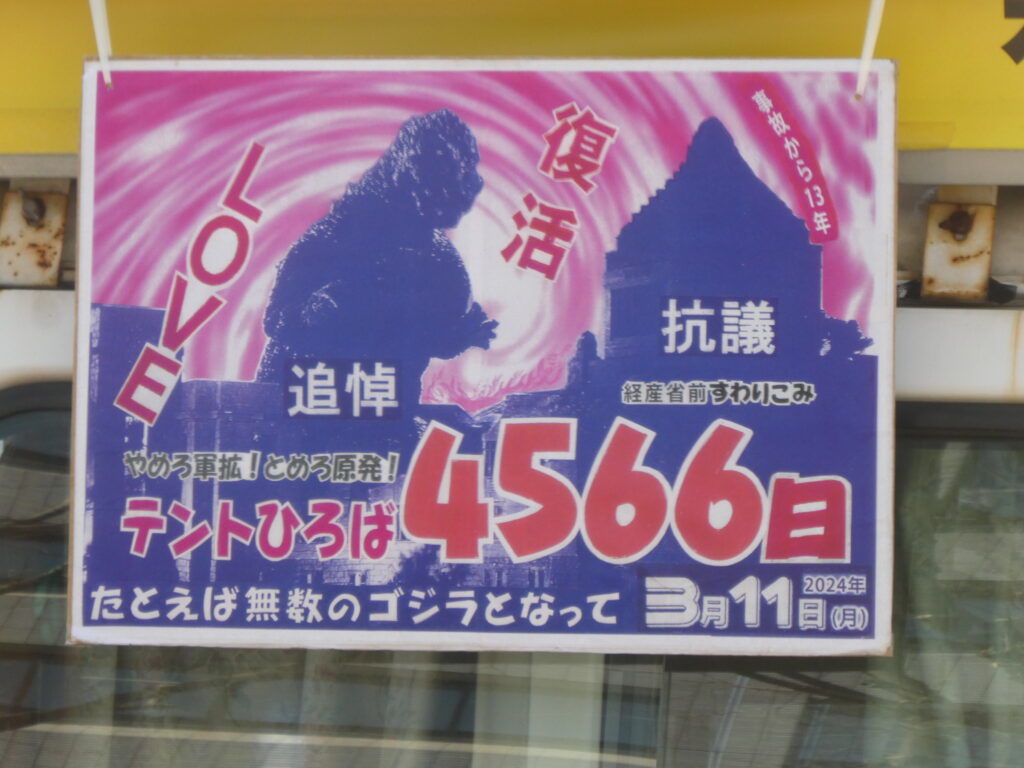 LOVE
復活
事故から13年
追悼
抗議
経産省前すわりこみ
やめろ軍拡!とめろ原発!
テントひろば4566日
たとえば無数のゴジラとなって
3月11日 2024年(月)